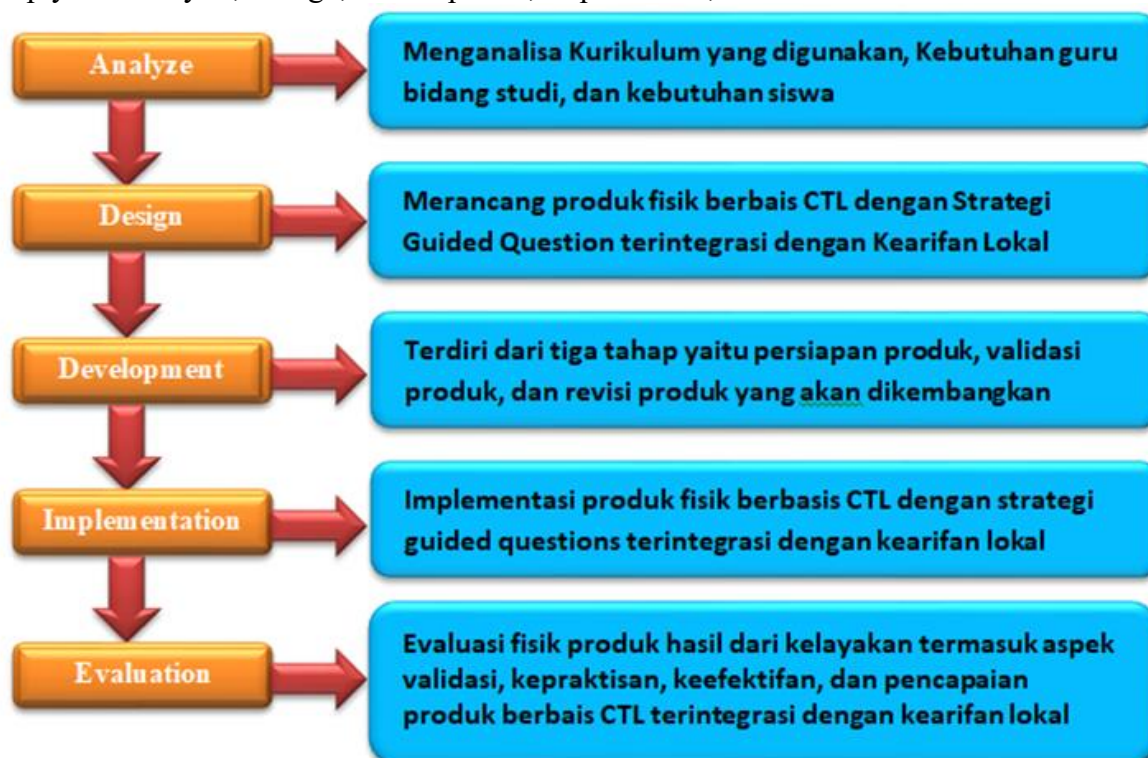 Analyze
Menganalisa Kurikulum yang digunakan, Kebutuhan guru
bidang studi, dan kebutuhan siswa
Design
Merancang produk fisik berbais CTL dengan Strategi
Guided Question terintegrasi dengan Kearifan Lokal
Development
Terdiri dari tiga tahap yaitu persiapan produk, validasi
produk, dan revisi produk yang akan dikembangkan
Implementation
Implementasi produk fisik berbasis CTL dengan strategi
guided questions terintegrasi dengan kearifan lokal
Evaluation
Evaluasi fisik produk hasil dari kelayakan termasuk aspek
validasi, kepraktisan, keefektifan, dan pencapaian
produk berbais CTL terintegrasi dengan kearifan lokal